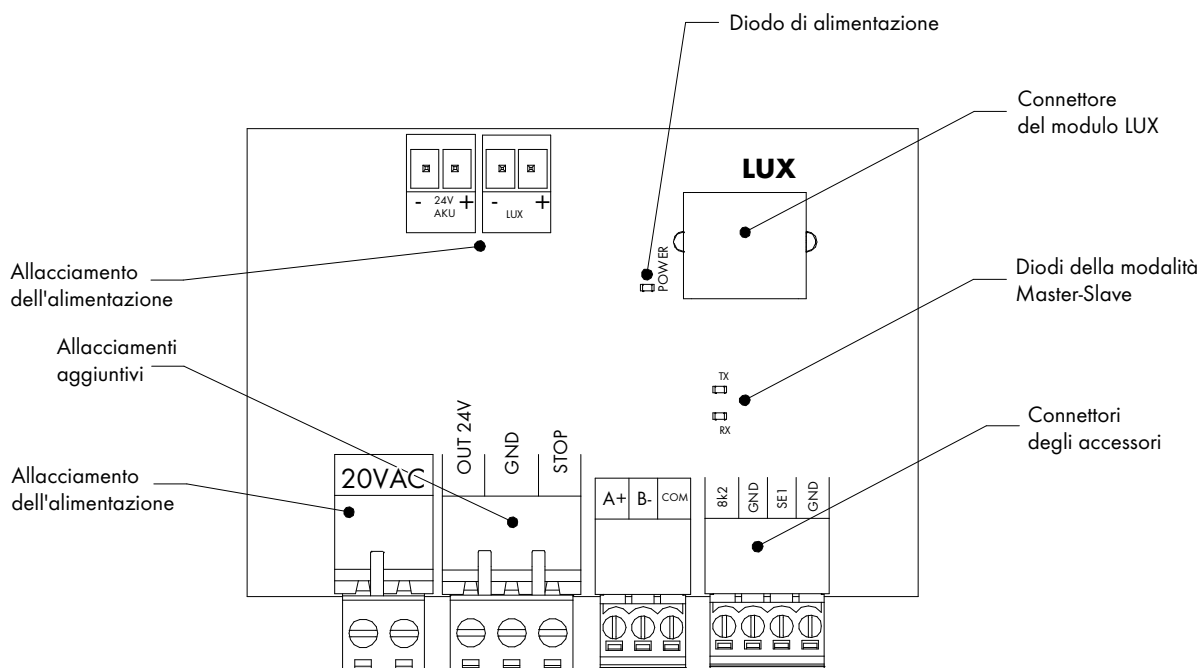 Diodo di alimentazione
Connettore
del modulo LUX
LUX
- 24V +
AKU
- +
LUX
POWER
Allacciamento
dell'alimentazione
Diodi della modalità
Master-Slave
Allacciamenti
aggiuntivi
TX
RX
Connettori
degli accessori
OUT 24V
GND
STOP
Allacciamento
dell'alimentazione
20VAC
A+ B- COM
8k2
GND
SE1
GND